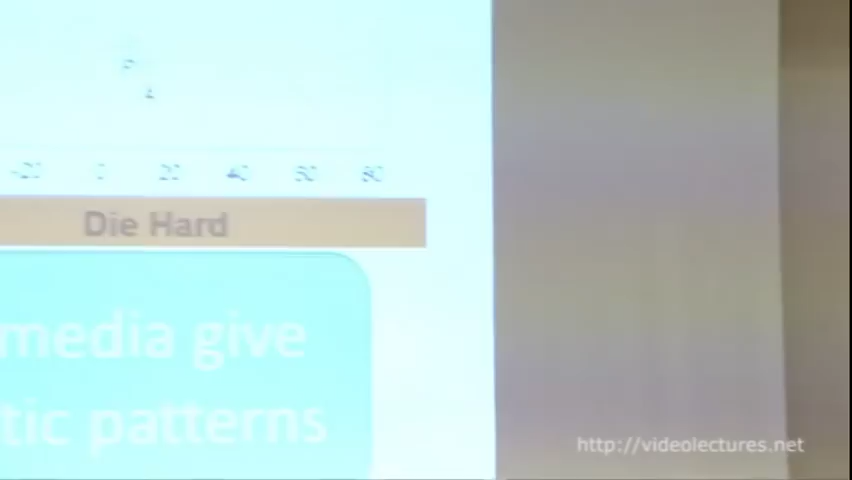 -20 0 20 40 60 80
Die Hard
media give
tic patterns
http://videolectures.net